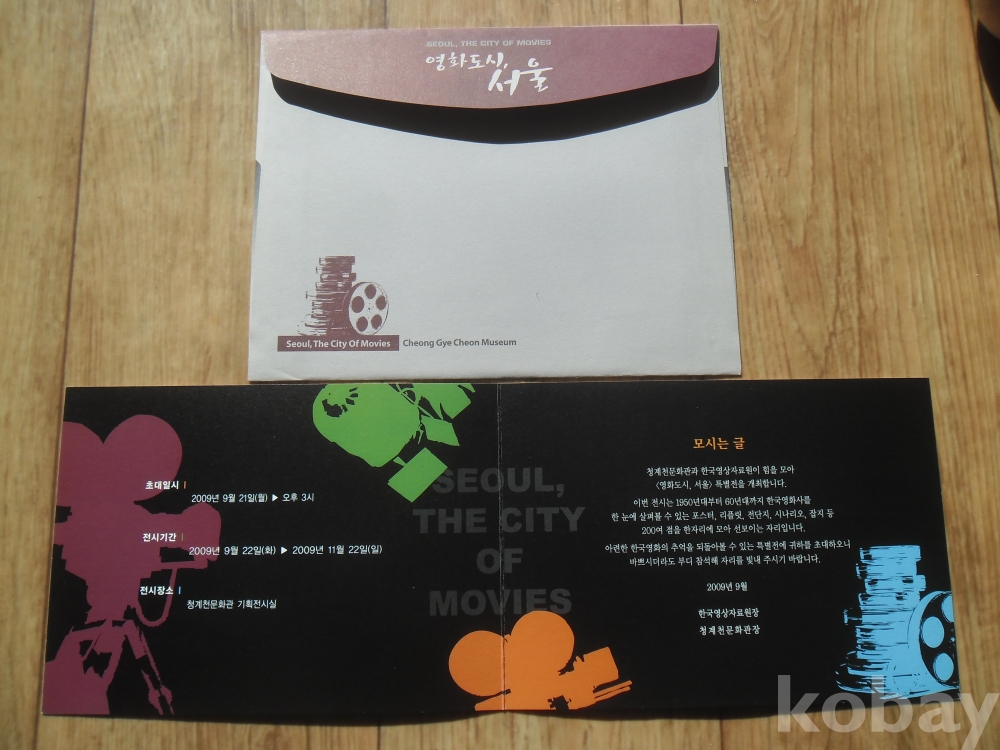 SEOUL, THE CITY OF MOVIES
영화도시,
서울
Seoul, The City Of Movies Cheong Gye Cheon Museum
초대일시
2009년 9월 21일(월) ▶ 오후 3시
전시기간
2009년 9월 22일(화) ▶ 2009년 11월 22일(일)
전시장소
청계천문화관 기획전시실
SEOUL,
THE CITY
OF
MOVIES
모시는 글
청계천문화관과 한국영상자료원이 힘을 모아
〈영화도시, 서울〉 특별전을 개최합니다.
이번 전시는 1950년대부터 60년대까지 한국영화사를
한 눈에 살펴볼 수 있는 포스터, 리플릿, 전단지, 시나리오, 잡지 등
200여 점을 한자리에 모아 선보이는 자리입니다.
아련한 한국영화의 추억을 되돌아볼 수 있는 특별전에 귀하를 초대하오니
바쁘시더라도 부디 참석해 자리를 빛내 주시기 바랍니다.
2009년 9월
한국영상자료원장
청계천문화관장
kobay